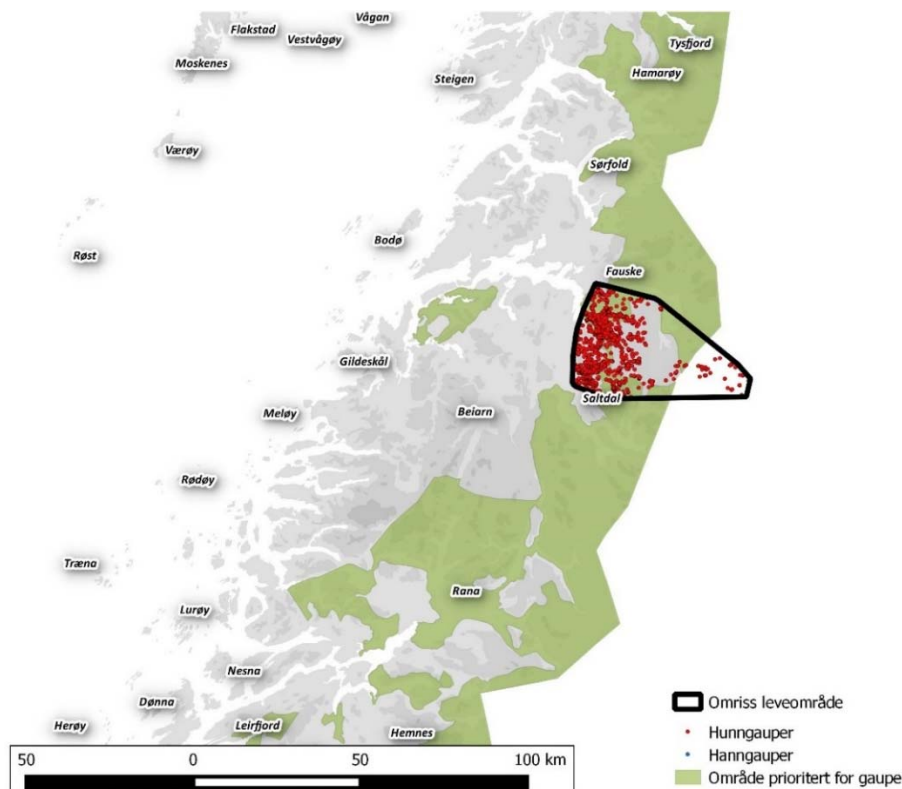 Vågan
Flakstad
Vestvågøy
Tysfjord
Moskenes
Hamarøy
Steigen
Værøy
Sørfold
Bodø
Røst
Fauske
Gildeskål
Saltdal
Meløy
Beiarn
Rødøy
Træna
Rana
Lurøy
Nesna
Dønna
Herøy
Leirfjord
Hemnes
Omriss leveområde
Hunngauper
Hanngauper
Område prioritert for gaupe
50 0 50 100 km